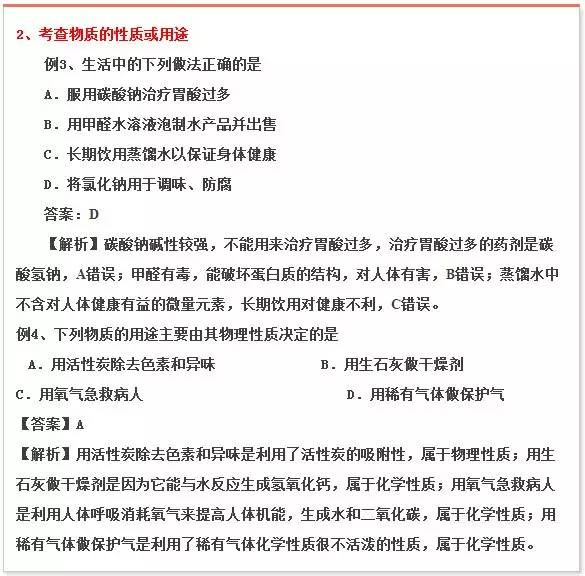 2、考查物质的性质或用途
例3、生活中的下列做法正确的是
A．服用碳酸钠治疗胃酸过多
B．用甲醛水溶液泡制水产品并出售
C．长期饮用蒸馏水以保证身体健康
D．将氯化钠用于调味、防腐
答案：D
【解析】碳酸钠碱性较强，不能用来治疗胃酸过多，治疗胃酸过多的药剂是碳
酸氢钠，A错误；甲醛有毒，能破坏蛋白质的结构，对人体有害，B错误；蒸馏水中
不含对人体健康有益的微量元素，长期饮用对健康不利，C错误。
例4、下列物质的用途主要由其物理性质决定的是
A．用活性炭除去色素和异味 B．用生石灰做干燥剂
C．用氧气急救病人 D．用稀有气体做保护气
【答案】A
【解析】用活性炭除去色素和异味是利用了活性炭的吸附性，属于物理性质；用生
石灰做干燥剂是因为它能与水反应生成氢氧化钙，属于化学性质；用氧气急救病人
是利用人体呼吸消耗氧气来提高人体机能，生成水和二氧化碳，属于化学性质；用
稀有气体做保护气是利用了稀有气体化学性质很不活泼的性质，属于化学性质。